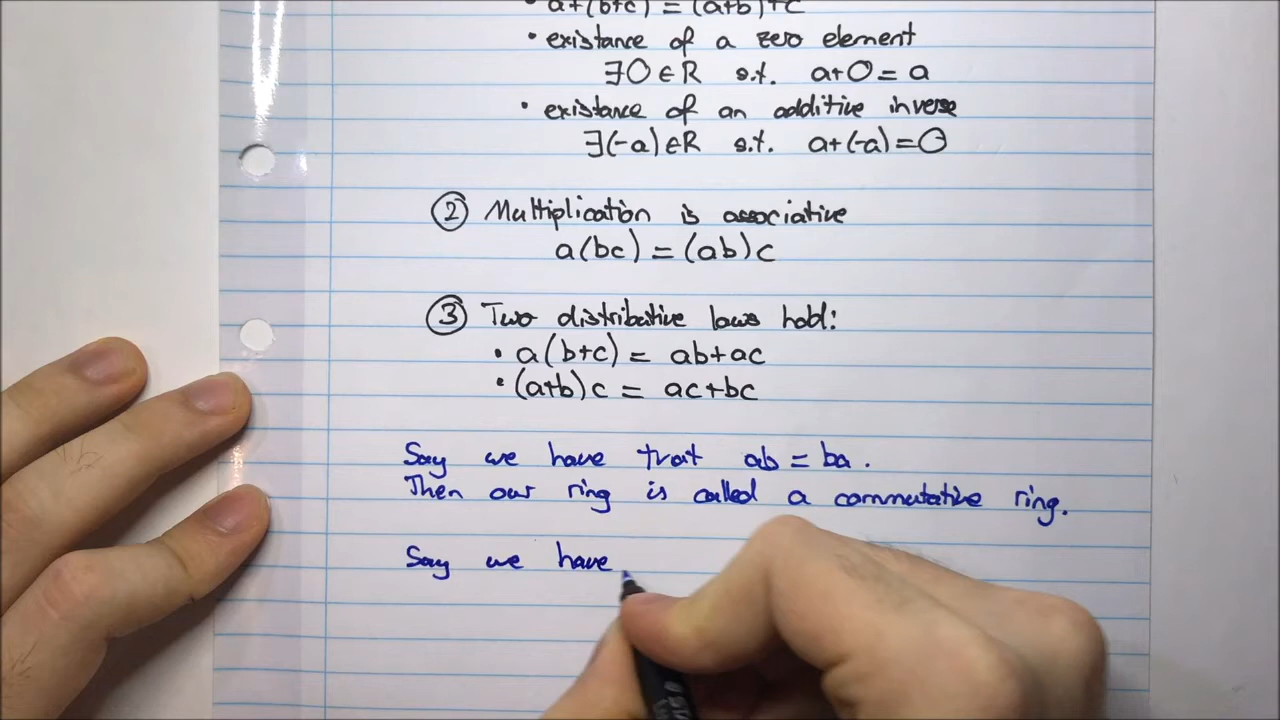 • a+(b+c) = (a+b)+c
• existance of a zero element
∃0∈R s.t. a+0 = a
• existance of an additive inverse
∃(-a)∈R s.t. a+(-a)=0
② Multiplication is associative
a(bc) = (ab)c
③ Two distributive laws hold:
• a(b+c) = ab+ac
• (a+b)c = ac+bc
Say we have trait ab = ba.
Then our ring is called a commutative ring.
Say we have